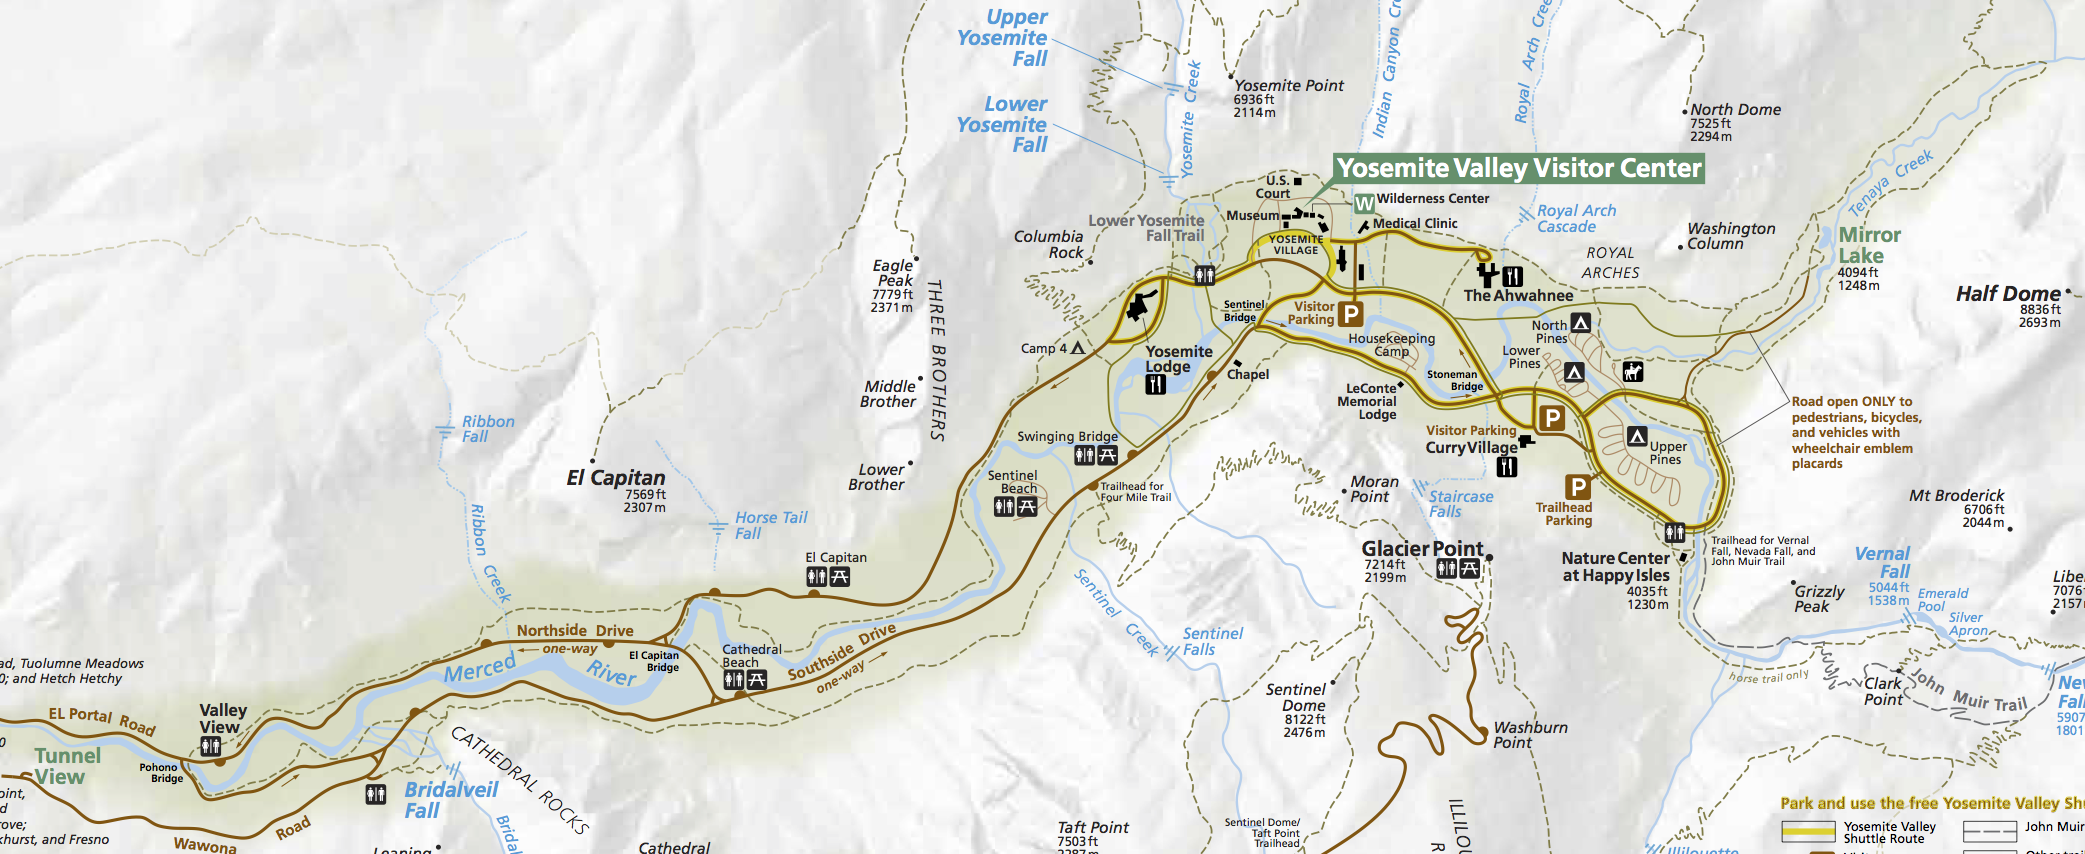 Upper
Yosemite
Fall
Lower
Yosemite
Fall
Yosemite Creek
Yosemite Point
6936 ft
2114 m
Indian Canyon Cre
Royal Arch Cree
North Dome
7525 ft
2294 m
Yosemite Valley Visitor Center
U.S.
Court
W
Wilderness Center
Museum
Medical Clinic
YOSEMITE
VILLAGE
Lower Yosemite
Fall Trail
Columbia
Rock
Royal Arch
Cascade
ROYAL
ARCHES
Washington
Column
Tenaya Creek
Mirror
Lake
4094 ft
1248 m
Half Dome
8836 ft
2693 m
Eagle
Peak
7779 ft
2371 m
THREE BROTHERS
The Ahwahnee
Sentinel
Bridge
Visitor
Parking
P
Housekeeping
Camp
North
Pines
Lower
Pines
Camp 4
Yosemite
Lodge
Chapel
Stoneman
Bridge
LeConte
Memorial
Lodge
Middle
Brother
Road open ONLY to
pedestrians, bicycles,
and vehicles with
wheelchair emblem
placards
Visitor Parking
P
Curry Village
Upper
Pines
Ribbon
Fall
Swinging Bridge
Lower
Brother
Sentinel
Beach
Trailhead for
Four Mile Trail
El Capitan
7569 ft
2307 m
Moran
Point
Staircase
Falls
P
Trailhead
Parking
Mt Broderick
6706 ft
2044 m
Ribbon Creek
Horse Tail
Fall
Glacier Point
7214 ft
2199 m
Nature Center
at Happy Isles
4035 ft
1230 m
Trailhead for Vernal
Fall, Nevada Fall, and
John Muir Trail
Vernal
Fall
5044 ft
1538 m
Emerald
Pool
Silver
Apron
Grizzly
Peak
Libe
7076
2157
El Capitan
Sentinel Creek
Sentinel
Falls
Northside Drive
one-way
El Capitan
Bridge
Cathedral
Beach
Southside Drive
one-way
Merced River
ad, Tuolumne Meadows
0; and Hetch Hetchy
horse trail only
Clark
Point
John Muir Trail
Nev
Fall
5907
1801
Sentinel
Dome
8122 ft
2476 m
Washburn
Point
EL Portal Road
Valley
View
0
Tunnel
View
Pohono
Bridge
CATHEDRAL ROCKS
Bridalveil
Fall
Bridal
oint,
d
rove;
khurst, and Fresno
Wawona Road
Leaning
Cathedral
Taft Point
7503 ft
2287 m
Sentinel Dome/
Taft Point
Trailhead
ILLILOU
R
Park and use the free Yosemite Valley Shu
Yosemite Valley
Shuttle Route
John Muir
Illilouette